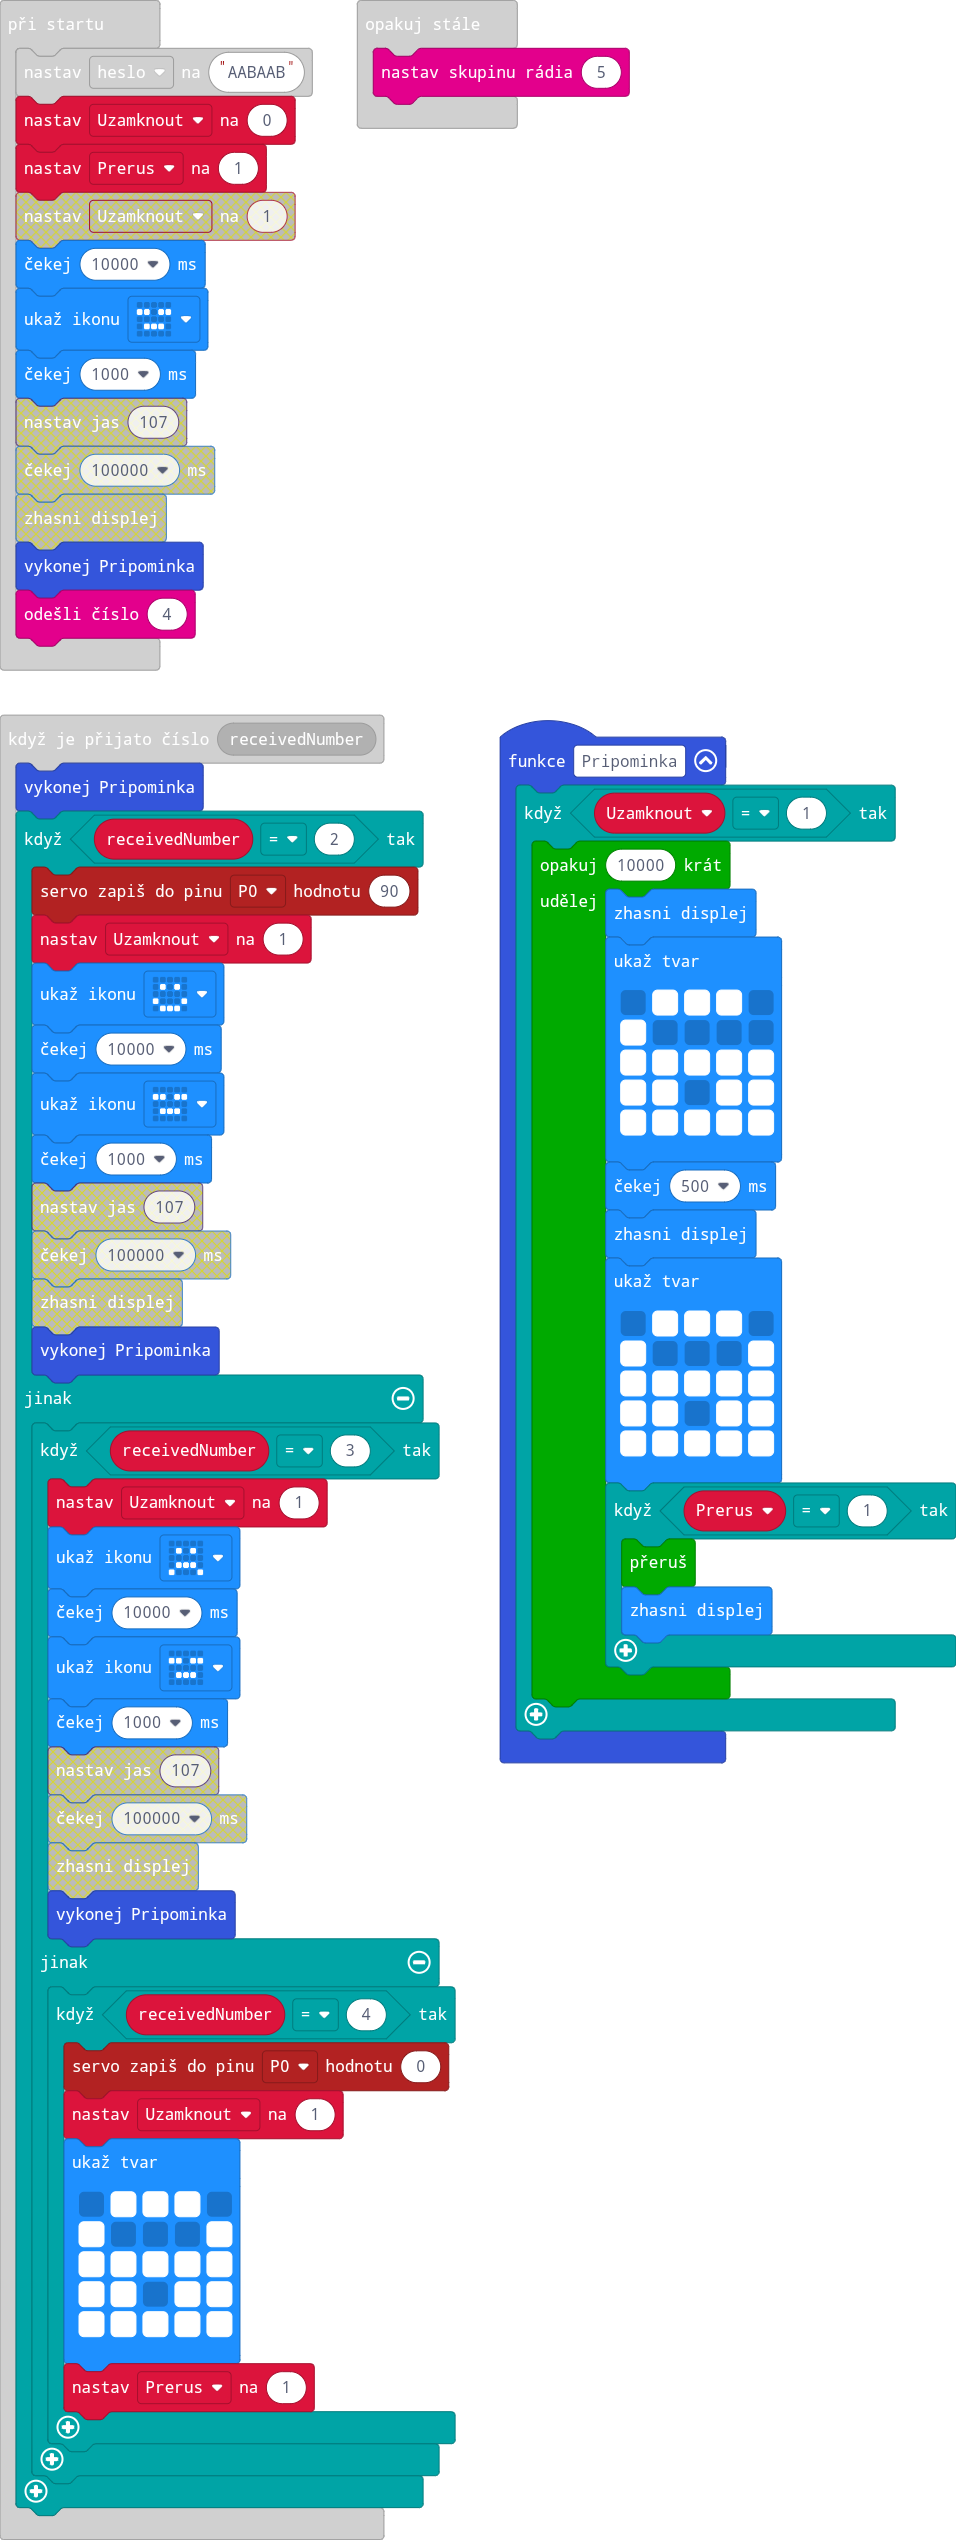 při startu
nastav heslo na "AABAAB"
nastav Uzamknout na 0
nastav Prerus na 1
nastav Uzamknout na 1
čekej 10000 ms
ukaž ikonu
čekej 1000 ms
nastav jas 107
čekej 100000 ms
zhasni displej
vykonej Pripominka
odešli číslo 4
opakuj stále
nastav skupinu rádia 5
když je přijato číslo receivedNumber
vykonej Pripominka
když receivedNumber = 2 tak
servo zapiš do pinu P0 hodnotu 90
nastav Uzamknout na 1
ukaž ikonu
čekej 10000 ms
ukaž ikonu
čekej 1000 ms
nastav jas 107
čekej 100000 ms
zhasni displej
vykonej Pripominka
jinak
když receivedNumber = 3 tak
nastav Uzamknout na 1
ukaž ikonu
čekej 10000 ms
ukaž ikonu
čekej 1000 ms
nastav jas 107
čekej 100000 ms
zhasni displej
vykonej Pripominka
jinak
když receivedNumber = 4 tak
servo zapiš do pinu P0 hodnotu 0
nastav Uzamknout na 1
ukaž tvar
nastav Prerus na 1
funkce Pripominka
když Uzamknout = 1 tak
opakuj 10000 krát
udělej
zhasni displej
ukaž tvar
čekej 500 ms
zhasni displej
ukaž tvar
když Prerus = 1 tak
přeruš
zhasni displej